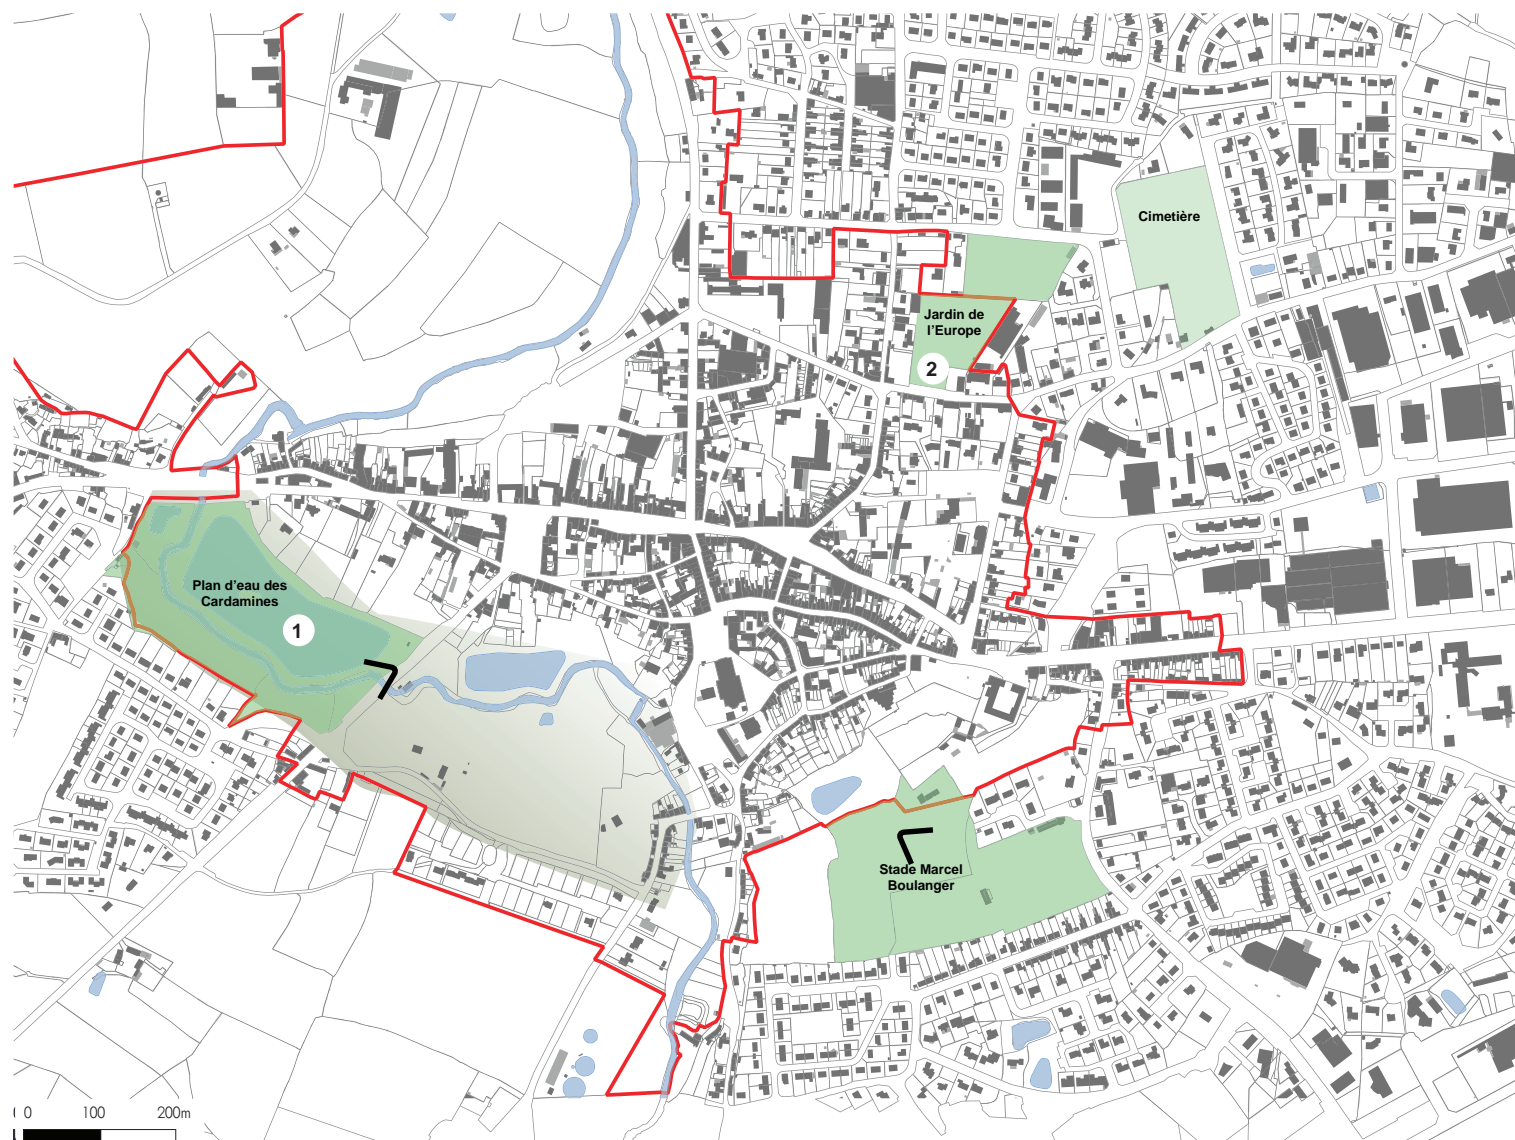 Cimetière
Jardin de
l'Europe
2
Plan d'eau des
Cardamines
1
Stade Marcel
Boulanger
0 100 200m